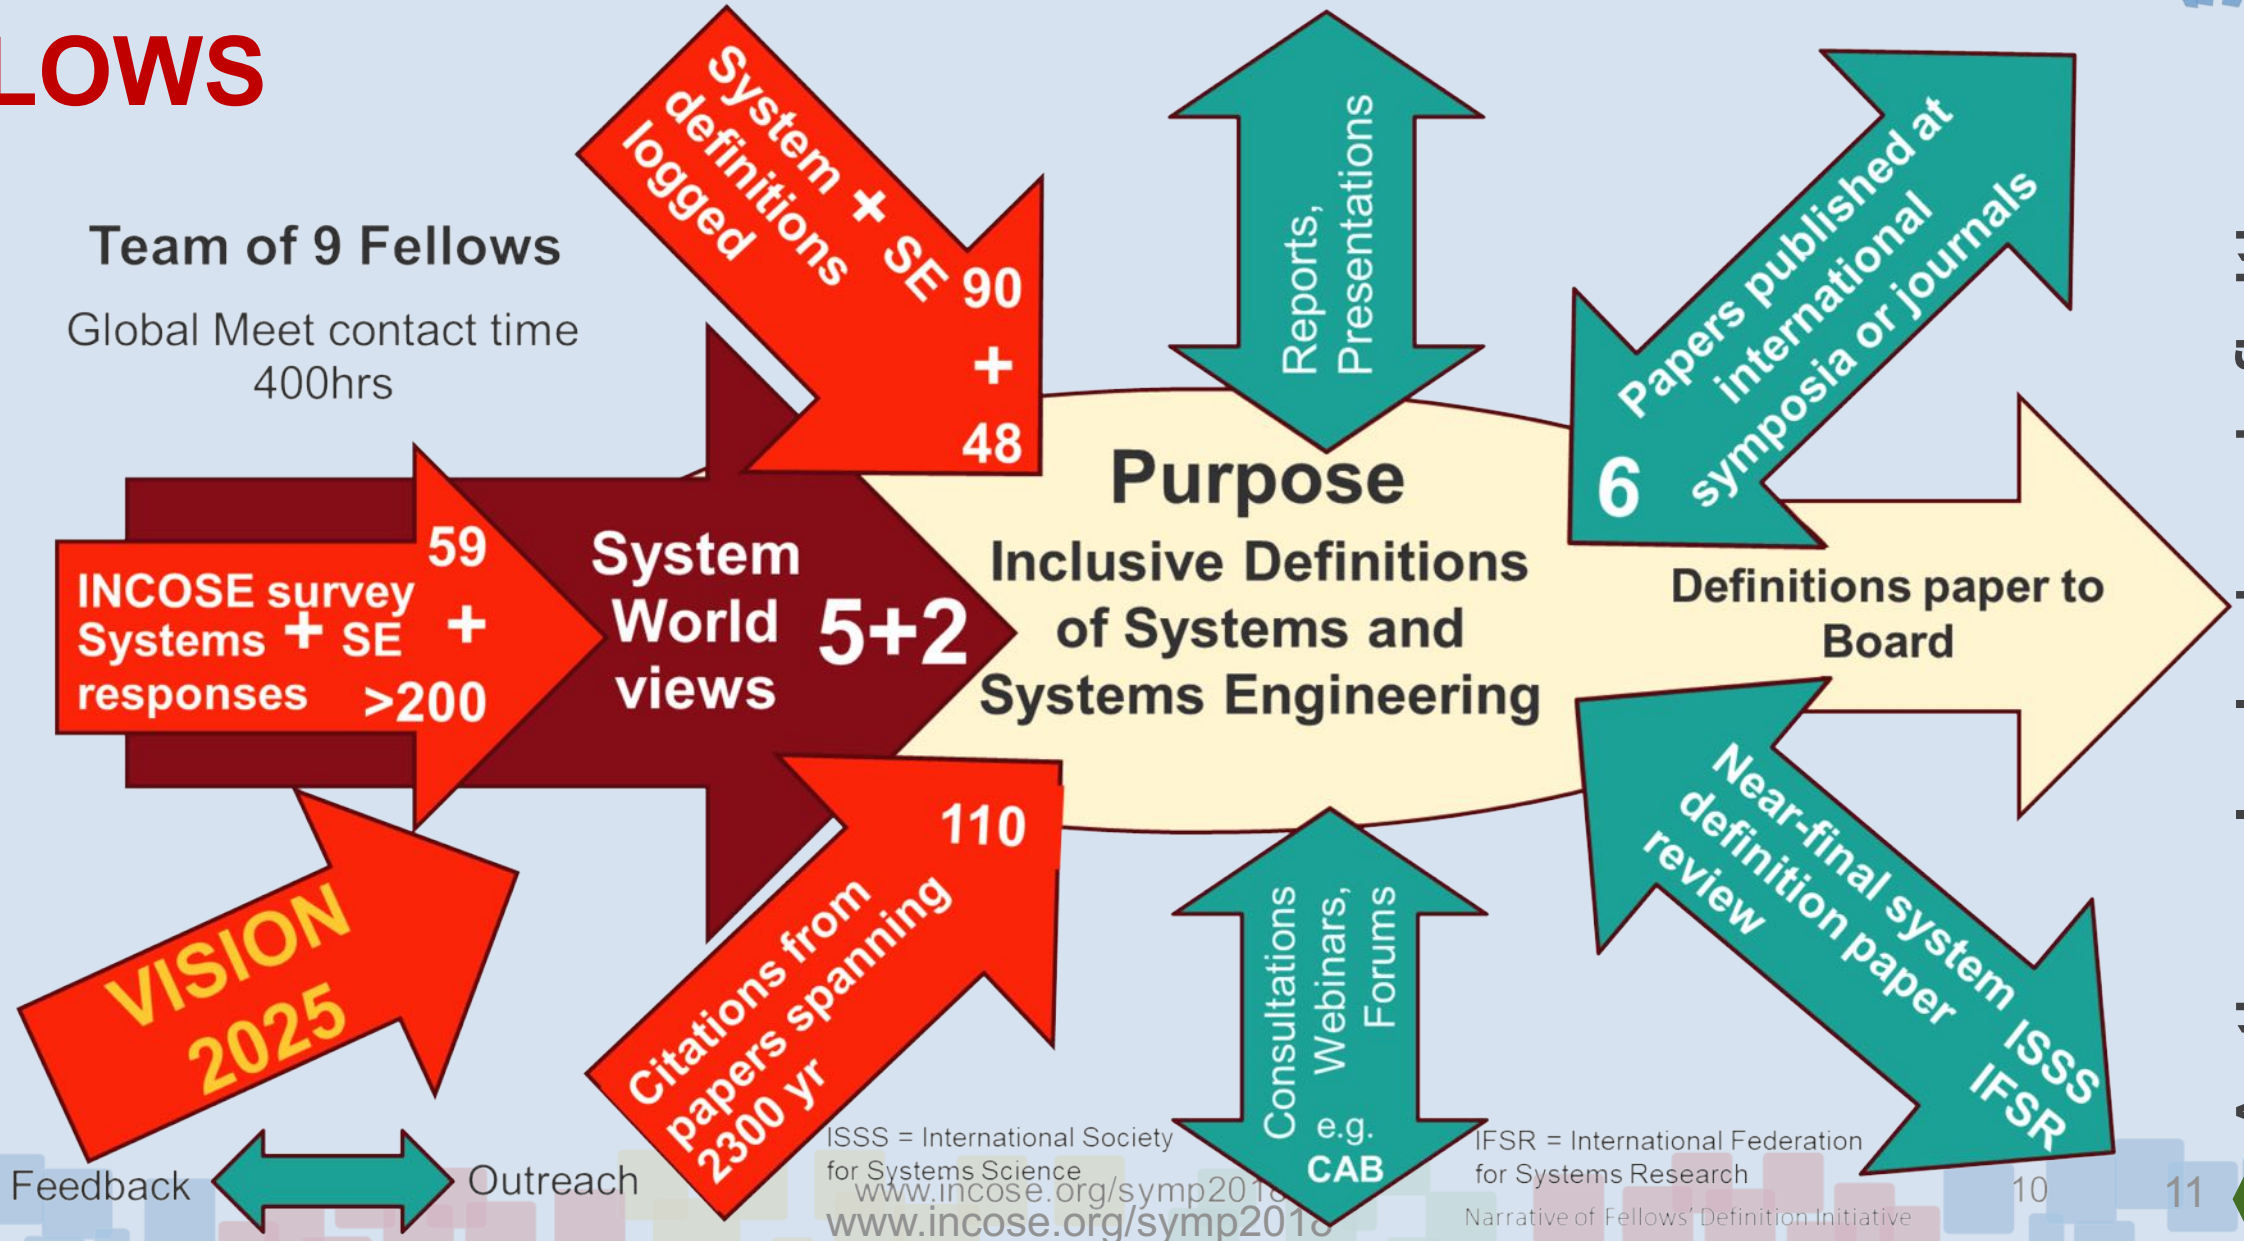 LOWS
Team of 9 Fellows
Global Meet contact time
400hrs
System + SE
definitions
logged
90
+
48
Reports,
Presentations
Papers published at
international
symposia or journals
6
INCOSE survey
Systems + SE
responses
59
+
>200
System
World
views
5+2
Purpose
Inclusive Definitions
of Systems and
Systems Engineering
Definitions paper to
Board
VISION
2025
Citations from
papers spanning
2300 yr
110
Consultations
Webinars,
Forums
e.g.
CAB
Near-final system
definition paper
review
ISSS
IFSR
Feedback
Outreach
ISSS = International Society
for Systems Science
IFSR = International Federation
for Systems Research
www.incose.org/symp2018
www.incose.org/symp2018
Narrative of Fellows' Definition Initiative
10
11